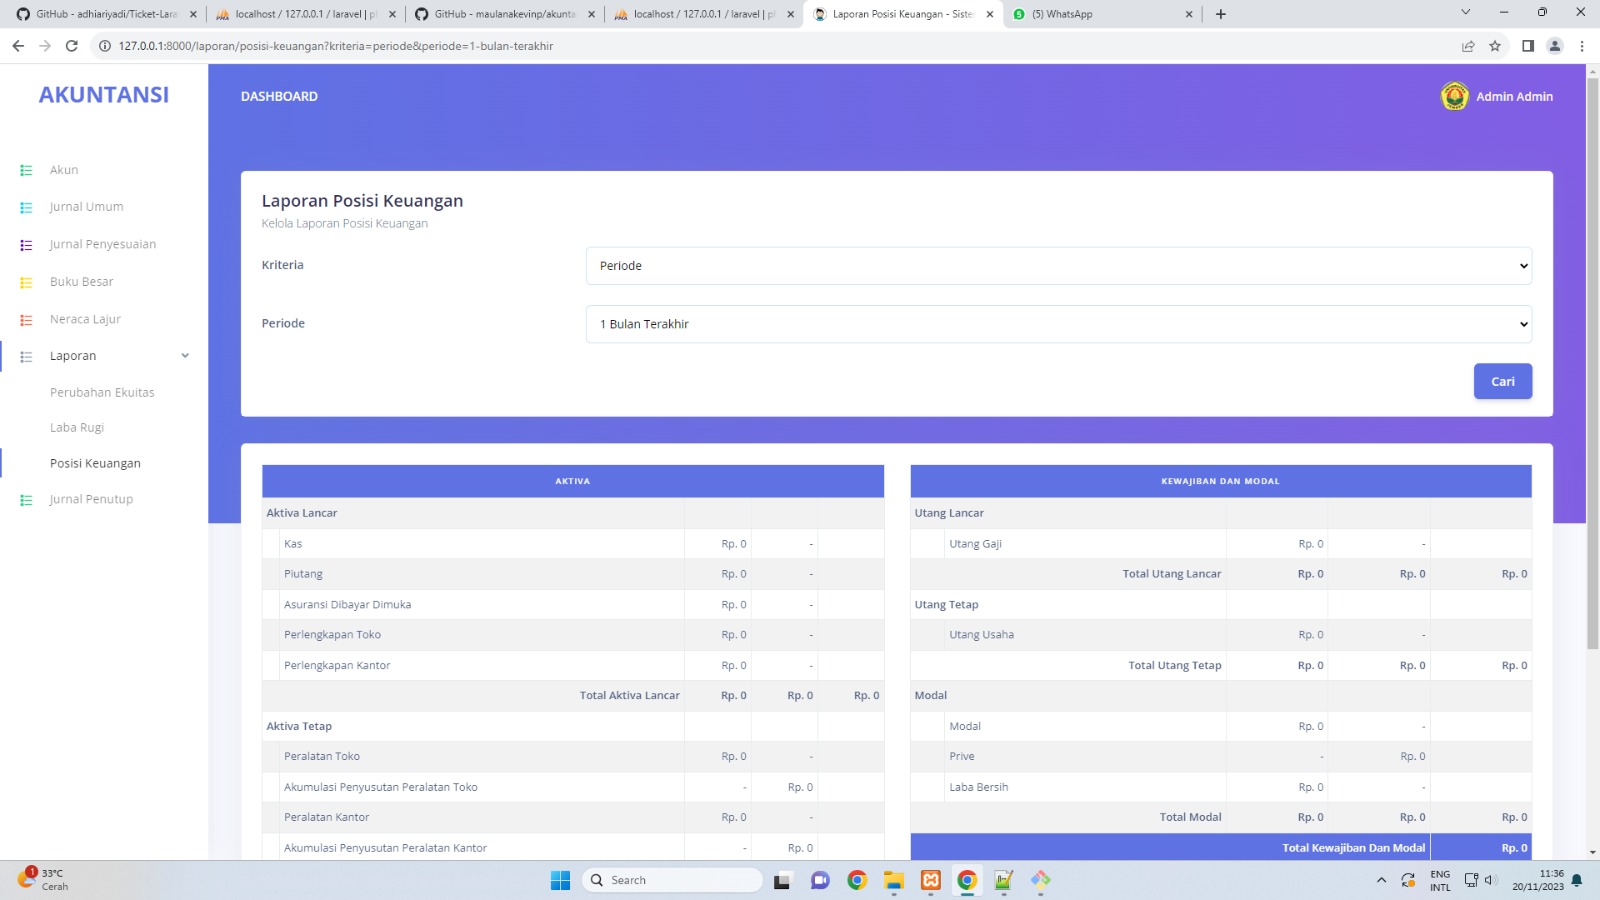 GitHub - adhiariyadi/Ticket-Lara
localhost / 127.0.0.1 / laravel | p
GitHub - maulanakevinp/akunta
localhost / 127.0.0.1 / laravel | p
Laporan Posisi Keuangan - Siste
(5) WhatsApp
127.0.0.1:8000/laporan/posisi-keuangan?kriteria=periode&periode=1-bulan-terakhir
AKUNTANSI
DASHBOARD
Admin Admin
Akun
Jurnal Umum
Jurnal Penyesuaian
Buku Besar
Neraca Lajur
Laporan
Perubahan Ekuitas
Laba Rugi
Posisi Keuangan
Jurnal Penutup
Laporan Posisi Keuangan
Kelola Laporan Posisi Keuangan
Kriteria
Periode
Periode
1 Bulan Terakhir
Cari
AKTIVA
Aktiva Lancar
Kas Rp. 0 -
Piutang Rp. 0 -
Asuransi Dibayar Dimuka Rp. 0 -
Perlengkapan Toko Rp. 0 -
Perlengkapan Kantor Rp. 0 -
Total Aktiva Lancar Rp. 0 Rp. 0 Rp. 0
Aktiva Tetap
Peralatan Toko Rp. 0 -
Akumulasi Penyusutan Peralatan Toko - Rp. 0
Peralatan Kantor Rp. 0 -
Akumulasi Penyusutan Peralatan Kantor - Rp. 0
KEWAJIBAN DAN MODAL
Utang Lancar
Utang Gaji Rp. 0 -
Total Utang Lancar Rp. 0 Rp. 0 Rp. 0
Utang Tetap
Utang Usaha Rp. 0 -
Total Utang Tetap Rp. 0 Rp. 0 Rp. 0
Modal
Modal Rp. 0 -
Prive - Rp. 0
Laba Bersih Rp. 0 -
Total Modal Rp. 0 Rp. 0 Rp. 0
Total Kewajiban Dan Modal Rp. 0
1
33°C
Cerah
Search
ENG
INTL
11:36
20/11/2023